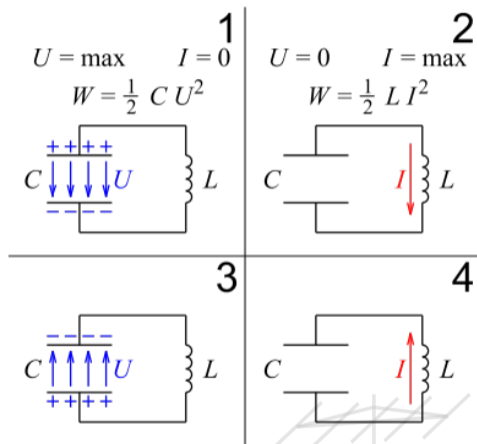 1
U = max I = 0
W = ½ C U²
++++
C U L
----
2
U = 0 I = max
W = ½ L I²
C I L
3
----
C U L
++++
4
C I L